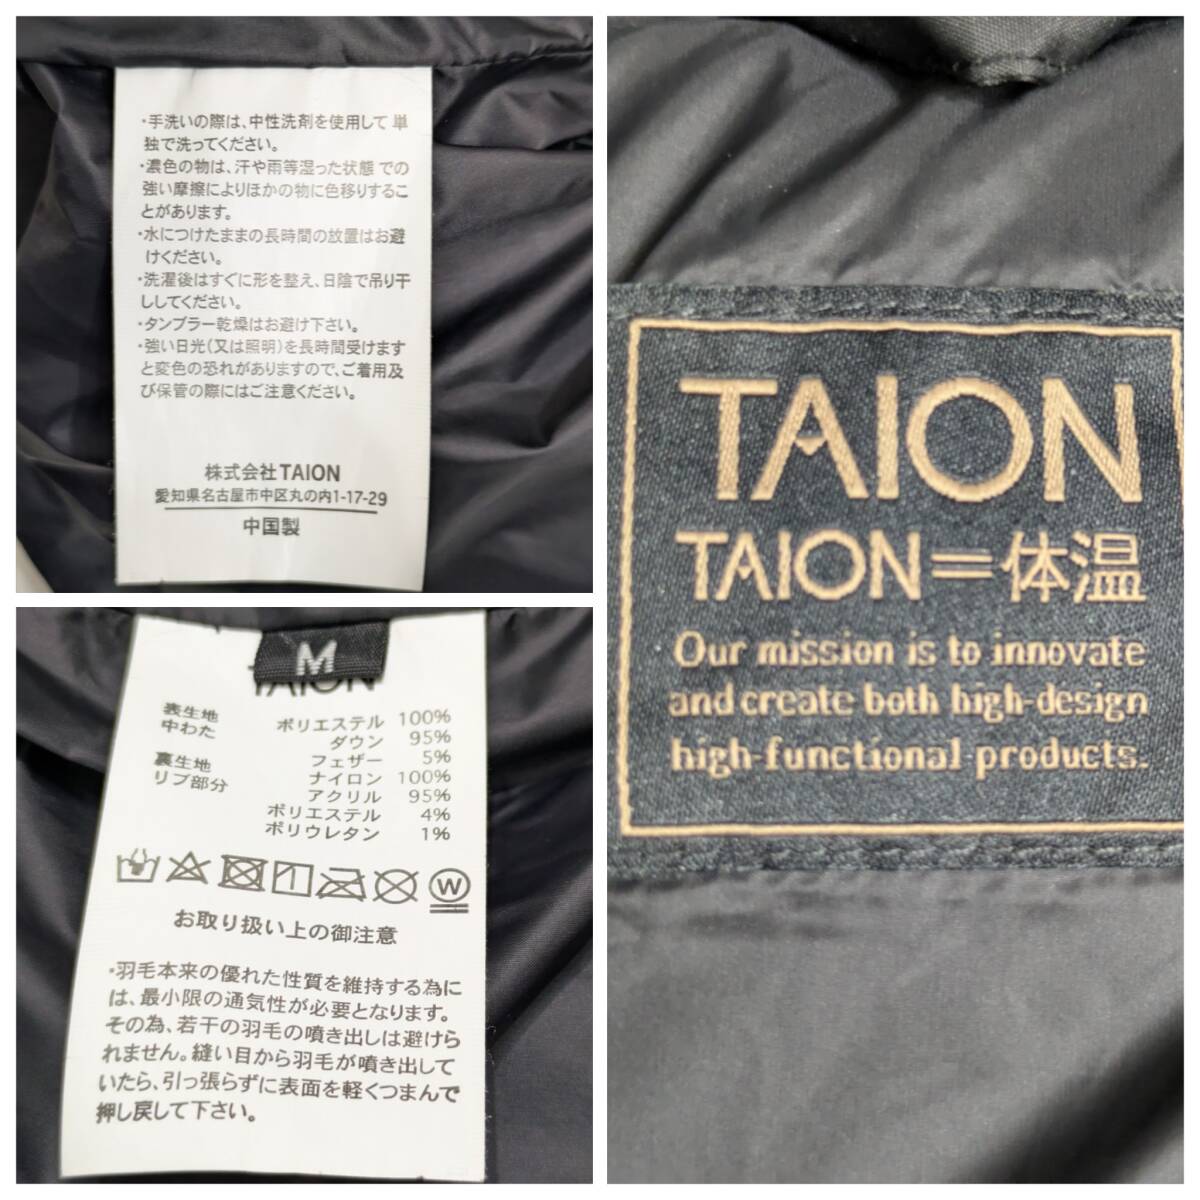 ・手洗いの際は、中性洗剤を使用して単
独で洗ってください。
・濃色の物は、汗や雨等湿った状態での
強い摩擦によりほかの物に色移りするこ
とがあります。
・水につけたままの長時間の放置はお避
けください。
・洗濯後はすぐに形を整え、日陰で吊り干
ししてください。
・タンブラー乾燥はお避け下さい。
・強い日光(又は照明)を長時間受けます
と変色の恐れがありますので、ご着用及
び保管の際にはご注意ください。
株式会社TAION
愛知県名古屋市中区丸の内1-17-29
中国製
M
TAION
表生地 ポリエステル 100%
中わた ダウン 95%
フェザー 5%
裏生地 ナイロン 100%
リブ部分 アクリル 95%
ポリエステル 4%
ポリウレタン 1%
W
お取り扱い上の御注意
・羽毛本来の優れた性質を維持する為に
は、最小限の通気性が必要となります。
その為、若干の羽毛の噴き出しは避けら
れません。縫い目から羽毛が噴き出して
いたら、引っ張らずに表面を軽くつまんで
押し戻して下さい。
TAION
TAION=体温
Our mission is to innovate
and create both high-design
high-functional products.